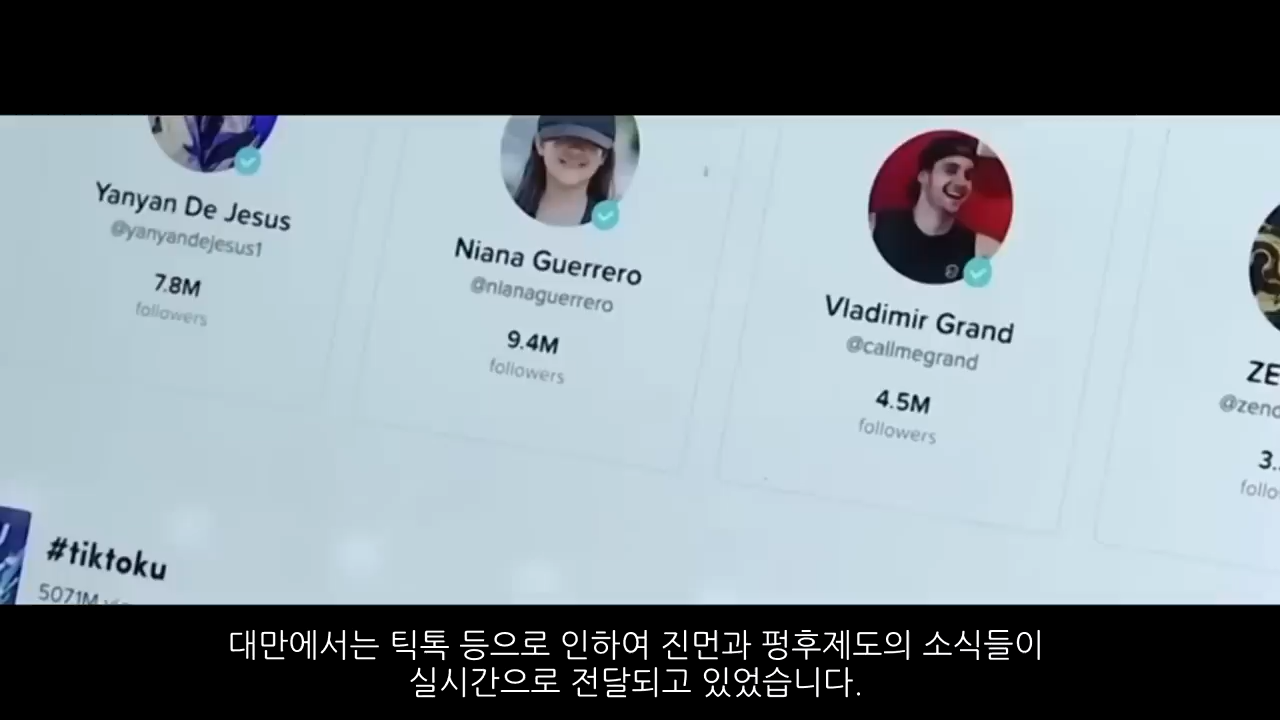 Yanyan De Jesus
@yanyandejesus1
7.8M
followers
Niana Guerrero
@nianaguerrero
9.4M
followers
Vladimir Grand
@callmegrand
4.5M
followers
#tiktoku
5071M
대만에서는 틱톡 등으로 인하여 진먼과 펑후제도의 소식들이
실시간으로 전달되고 있었습니다.